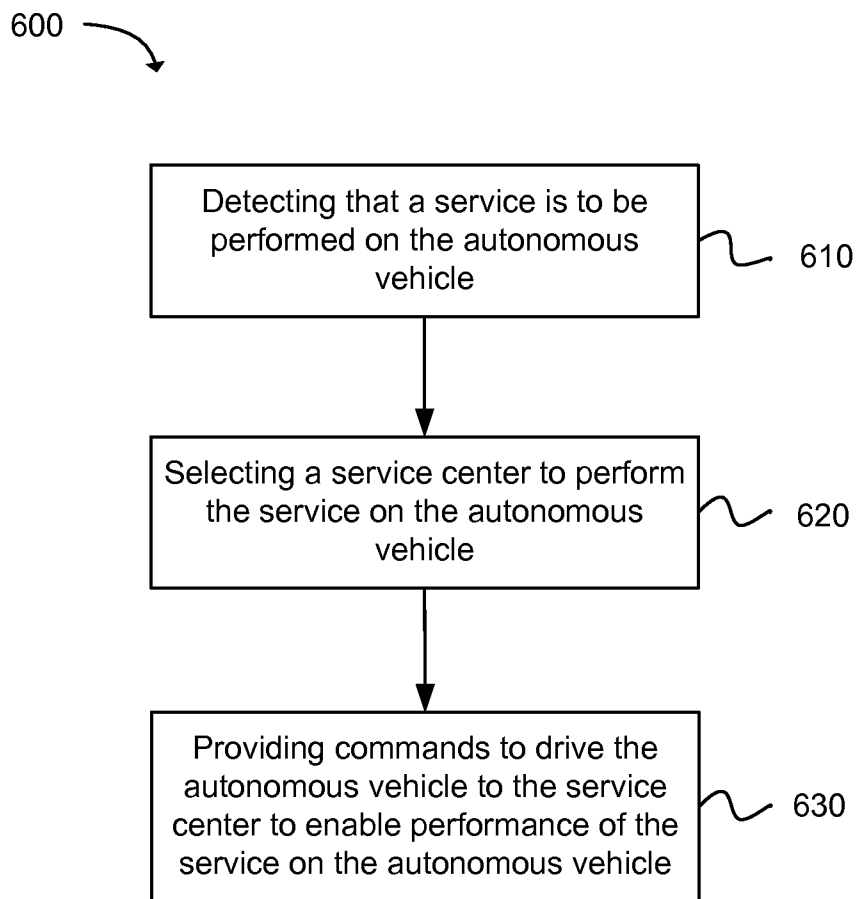 600
Detecting that a service is to be
performed on the autonomous
vehicle
610
Selecting a service center to perform
the service on the autonomous
vehicle
620
Providing commands to drive the
autonomous vehicle to the service
center to enable performance of the
service on the autonomous vehicle
630